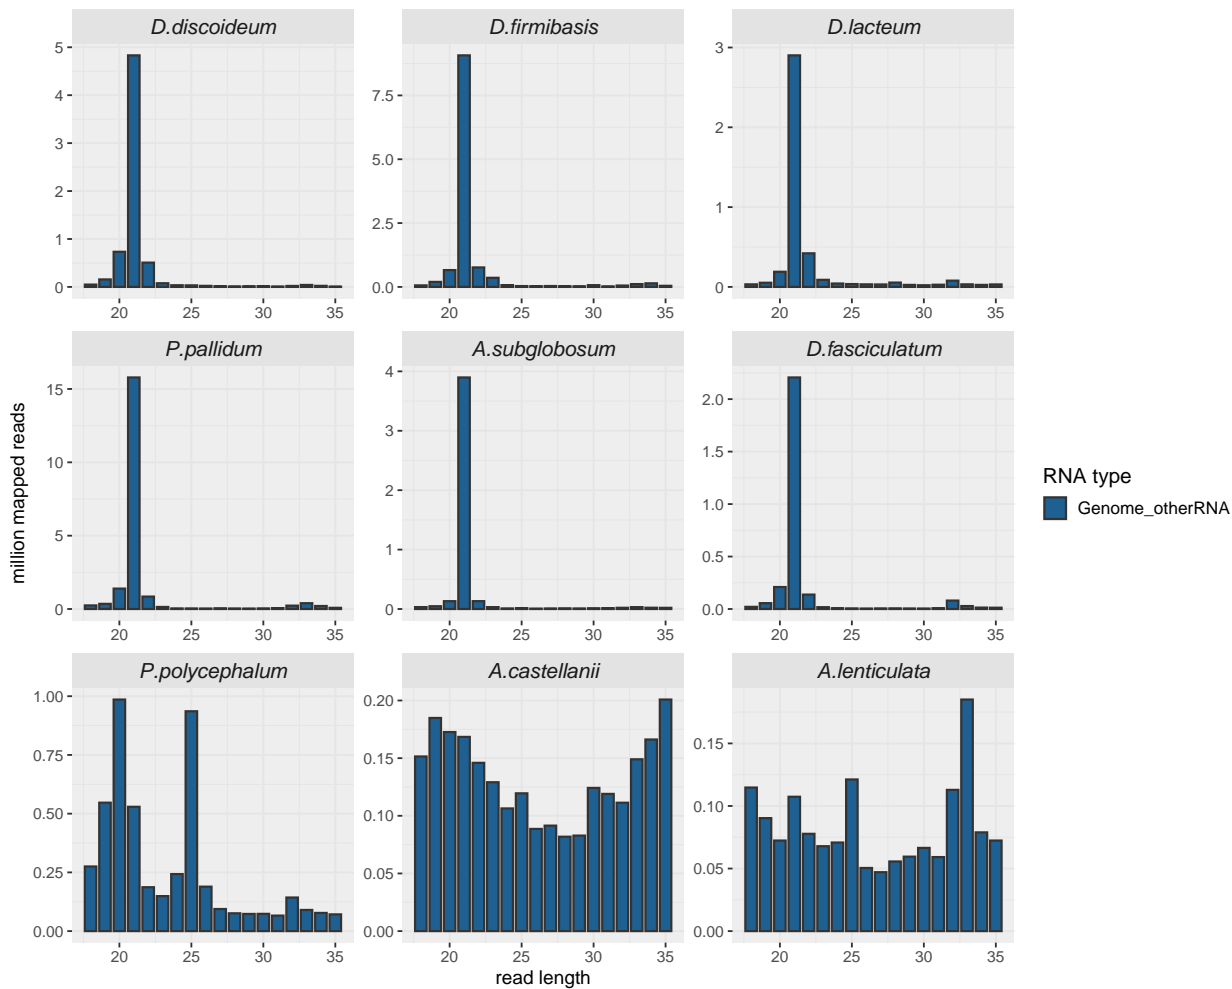 D.discoideum
D.firmibasis
D.lacteum
5
4
3
2
1
0
7.5
5.0
2.5
0.0
3
2
1
0
20 25 30 35
20 25 30 35
20 25 30 35
P.pallidum
A.subglobosum
D.fasciculatum
15
10
5
0
4
3
2
1
0
2.0
1.5
1.0
0.5
0.0
20 25 30 35
20 25 30 35
20 25 30 35
P.polycephalum
A.castellanii
A.lenticulata
1.00
0.75
0.50
0.25
0.00
0.20
0.15
0.10
0.05
0.00
0.15
0.10
0.05
0.00
20 25 30 35
20 25 30 35
20 25 30 35
million mapped reads
read length
RNA type
Genome_otherRNA